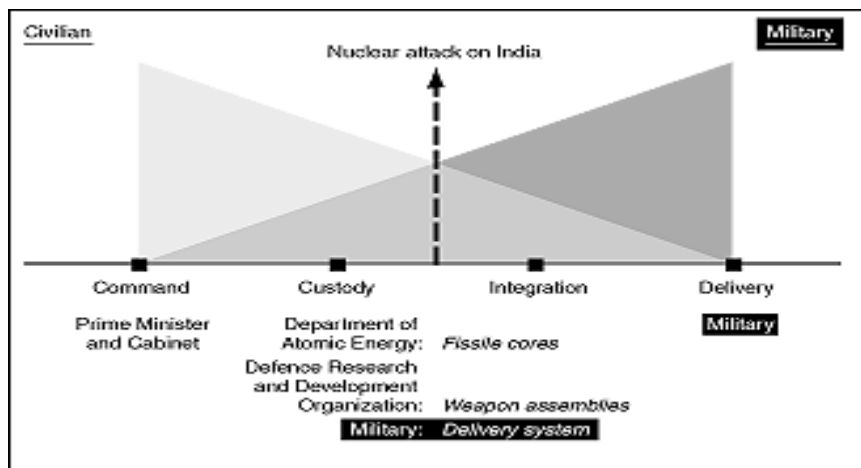 Civilian
Military
Nuclear attack on India
Command Custody Integration Delivery
Prime Minister
and Cabinet
Department of
Atomic Energy: Fissile cores
Defence Research
and Development
Organization: Weapon assemblies
Military: Delivery system
Military